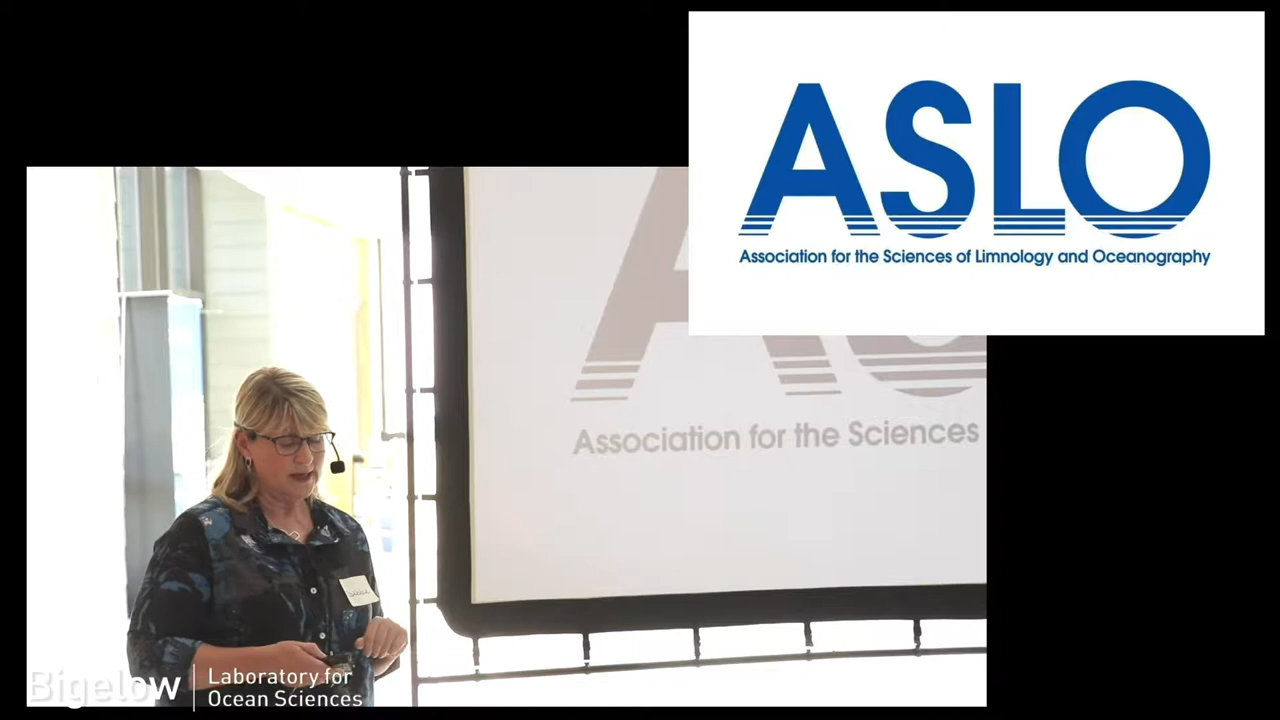 ASLO
Association for the Sciences of Limnology and Oceanography
Association for the Sciences
Bigelow
Laboratory for
Ocean Sciences